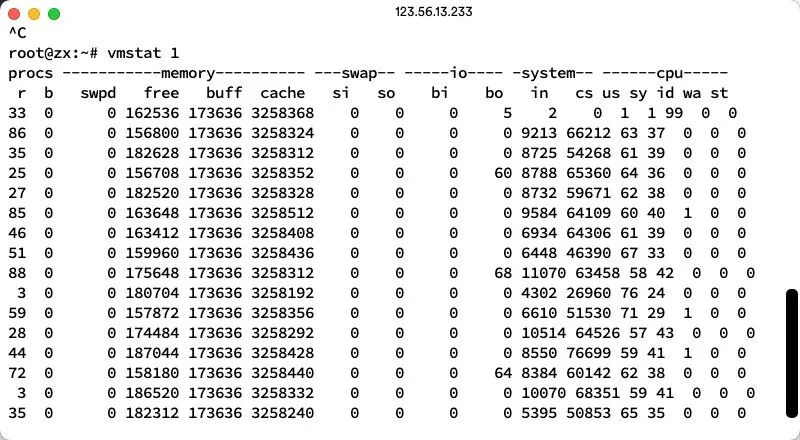 123.56.13.233
^C
root@zx:~# vmstat 1
procs -----------memory---------- ---swap-- -----io---- -system-- ------cpu-----
 r  b   swpd   free   buff  cache   si   so    bi    bo   in   cs us sy id wa st
33  0      0 162536 173636 3258368    0    0     0     5    2    0  1  1 99  0  0
86  0      0 156800 173636 3258324    0    0     0     0 9213 66212 63 37  0  0  0
35  0      0 182628 173636 3258312    0    0     0     0 8725 54268 61 39  0  0  0
25  0      0 156708 173636 3258352    0    0     0    60 8788 65360 64 36  0  0  0
27  0      0 182520 173636 3258328    0    0     0     0 8732 59671 62 38  0  0  0
85  0      0 163648 173636 3258512    0    0     0     0 9584 64109 60 40  1  0  0
46  0      0 163412 173636 3258408    0    0     0     0 6934 64306 61 39  0  0  0
51  0      0 159960 173636 3258436    0    0     0     0 6448 46390 67 33  0  0  0
88  0      0 175648 173636 3258312    0    0     0    68 11070 63458 58 42  0  0  0
 3  0      0 180704 173636 3258192    0    0     0     0 4302 26960 76 24  0  0  0
59  0      0 157872 173636 3258356    0    0     0     0 6610 51530 71 29  1  0  0
28  0      0 174484 173636 3258292    0    0     0     0 10514 64526 57 43  0  0  0
44  0      0 187044 173636 3258428    0    0     0     0 8550 76699 59 41  1  0  0
72  0      0 158180 173636 3258440    0    0     0    64 8384 60142 62 38  0  0  0
 3  0      0 186520 173636 3258332    0    0     0     0 10070 68351 59 41  0  0  0
35  0      0 182312 173636 3258240    0    0     0     0 5395 50853 65 35  0  0  0